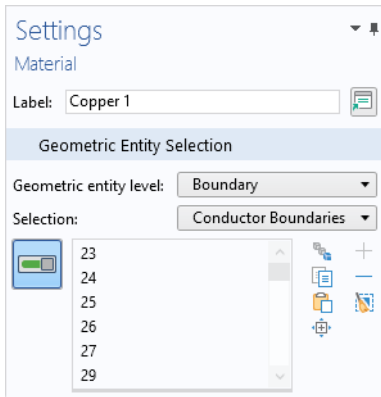 Settings
Material
Label: Copper 1
Geometric Entity Selection
Geometric entity level: Boundary
Selection: Conductor Boundaries
23
24
25
26
27
29